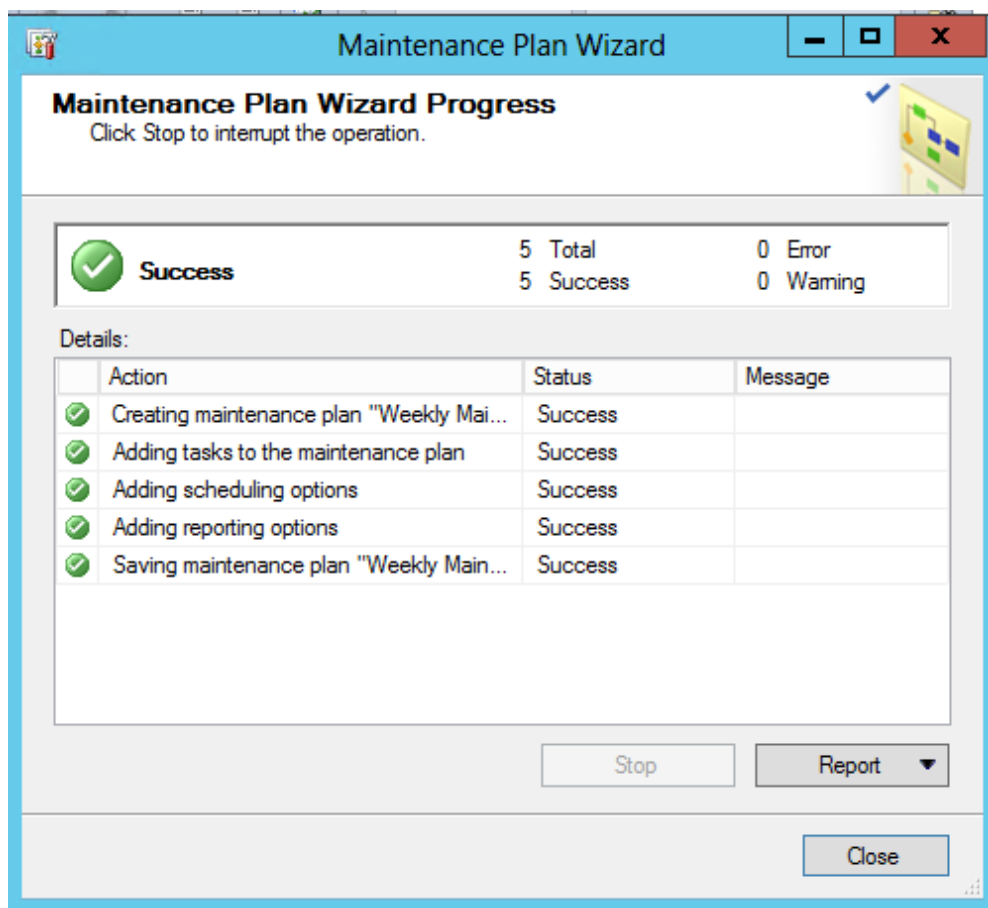 Maintenance Plan Wizard
Maintenance Plan Wizard Progress
Click Stop to interrupt the operation.
Success
5 Total
0 Error
5 Success
0 Warning
Details:
Action Status Message
Creating maintenance plan "Weekly Mai... Success
Adding tasks to the maintenance plan Success
Adding scheduling options Success
Adding reporting options Success
Saving maintenance plan "Weekly Main... Success
Stop Report
Close